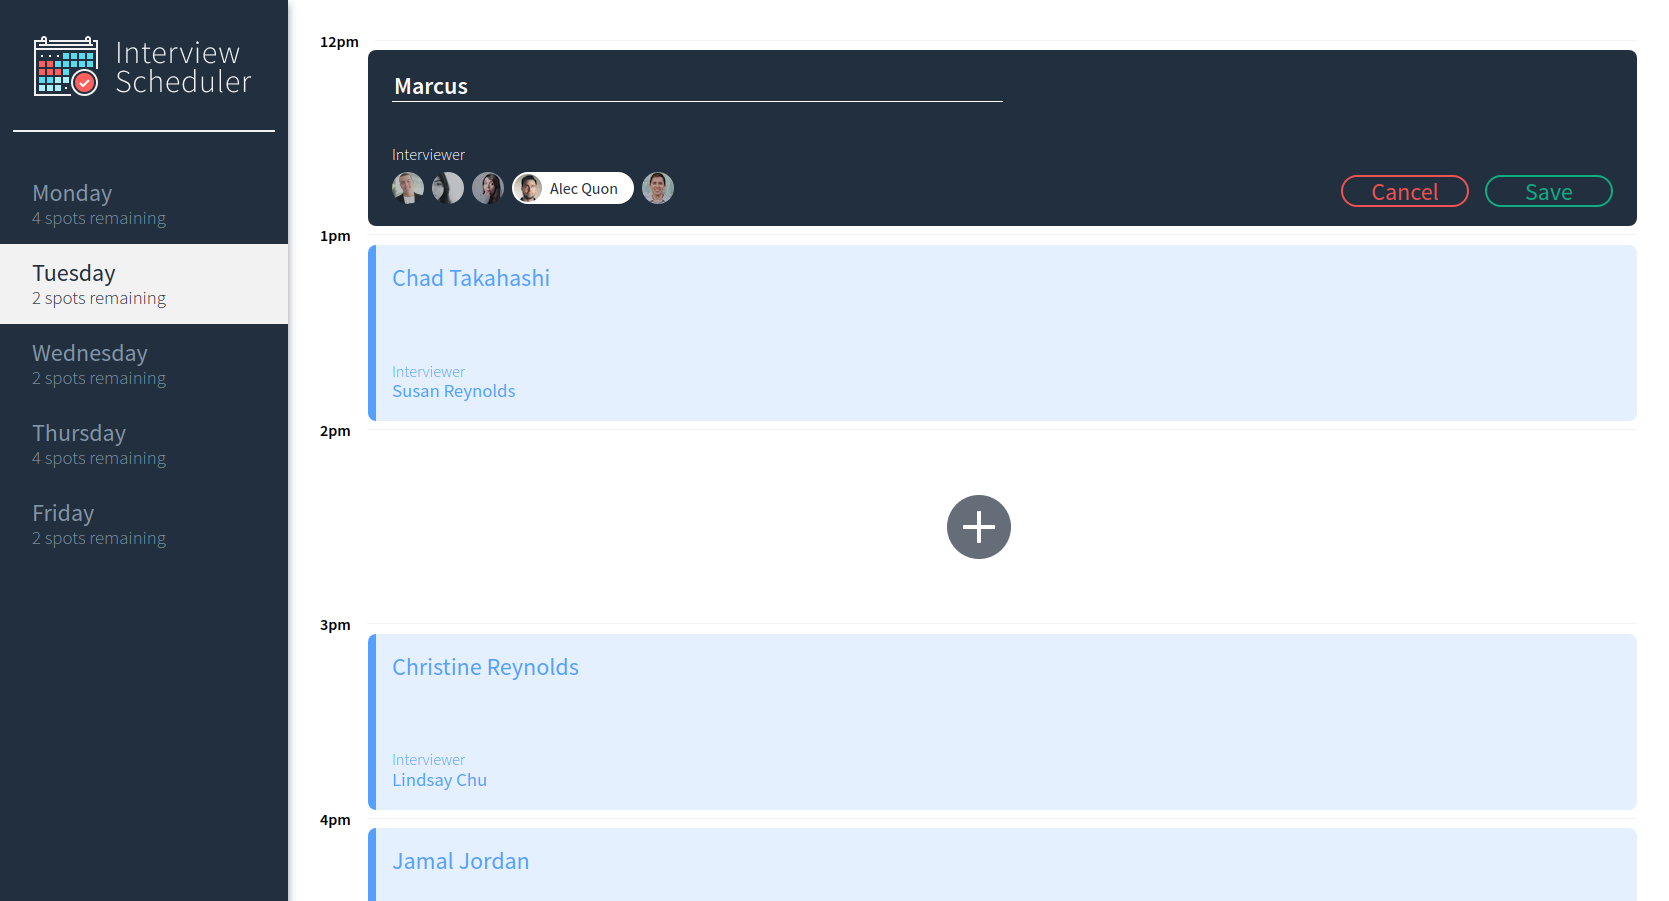 Interview
Scheduler
Monday
4 spots remaining
Tuesday
2 spots remaining
Wednesday
2 spots remaining
Thursday
4 spots remaining
Friday
2 spots remaining
12pm
Marcus
Interviewer
Alec Quon
Cancel
Save
1pm
Chad Takahashi
Interviewer
Susan Reynolds
2pm
3pm
Christine Reynolds
Interviewer
Lindsay Chu
4pm
Jamal Jordan